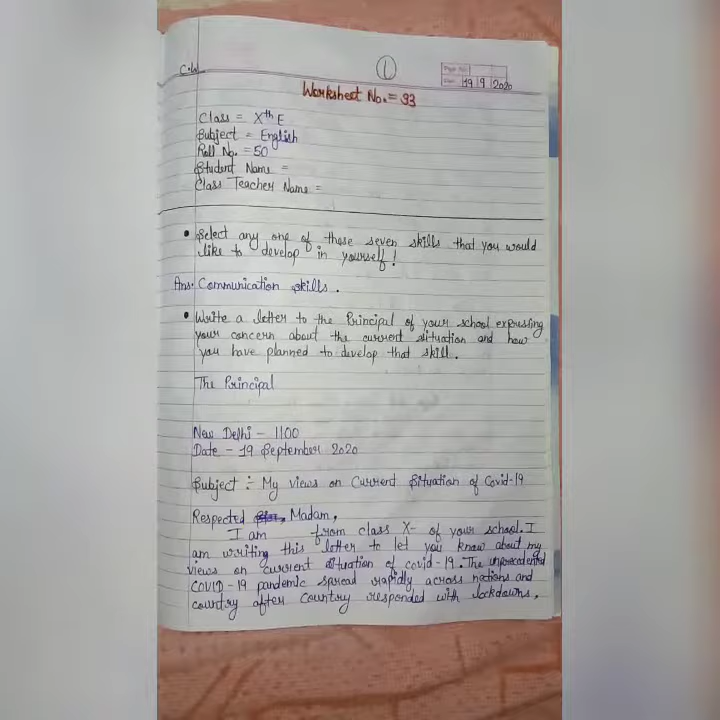 C.W
1
Page No.
Date 19 9 2020
Worksheet No. = 33
Class = Xth E
Subject = English
Roll No. = 50
Student Name =
Class Teacher Name =
• Select any one of those seven skills that you would
like to develop in yourself!
Ans. Communication skills.
• Write a letter to the Principal of your school expressing
your concern about the current situation and how
you have planned to develop that skill.
The Principal
New Delhi - 1100
Date - 19 September 2020
Subject :- My views on Current Situation of Covid-19
Respected Madam,
I am from class X- of your school. I
am writing this letter to let you know about my
views on current situation of covid-19. The unprecedented
COVID-19 pandemic spread rapidly across nations and
country after country responded with lockdowns.